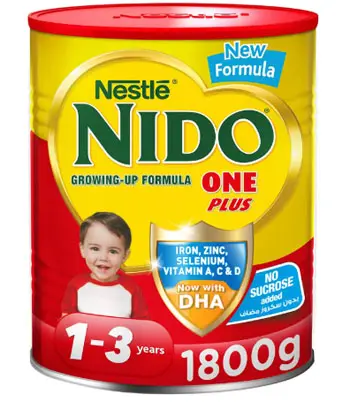 New
Formula
Nestlé
NIDO
GROWING-UP FORMULA ONE
PLUS
IRON, ZINC,
SELENIUM,
VITAMIN A, C & D
Now with
DHA
NO
SUCROSE
added
بدون سكروز مضاف
1-3 years
1800g